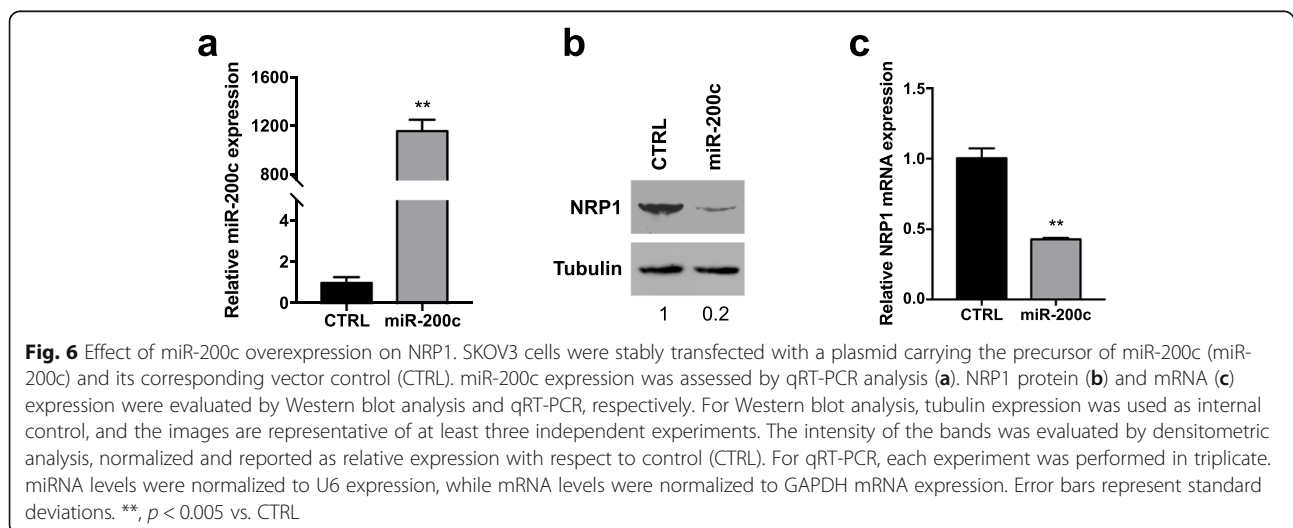 a
Relative miR-200c expression
1600
1200
800
4
2
0
**
CTRL
miR-200c
b
CTRL
miR-200c
NRP1
Tubulin
1 0.2
c
Relative NRP1 mRNA expression
1.5
1.0
0.5
0.0
**
CTRL
miR-200c
Fig. 6 Effect of miR-200c overexpression on NRP1. SKOV3 cells were stably transfected with a plasmid carrying the precursor of miR-200c (miR-
200c) and its corresponding vector control (CTRL). miR-200c expression was assessed by qRT-PCR analysis (a). NRP1 protein (b) and mRNA (c)
expression were evaluated by Western blot analysis and qRT-PCR, respectively. For Western blot analysis, tubulin expression was used as internal
control, and the images are representative of at least three independent experiments. The intensity of the bands was evaluated by densitometric
analysis, normalized and reported as relative expression with respect to control (CTRL). For qRT-PCR, each experiment was performed in triplicate.
miRNA levels were normalized to U6 expression, while mRNA levels were normalized to GAPDH mRNA expression. Error bars represent standard
deviations. **, p < 0.005 vs. CTRL